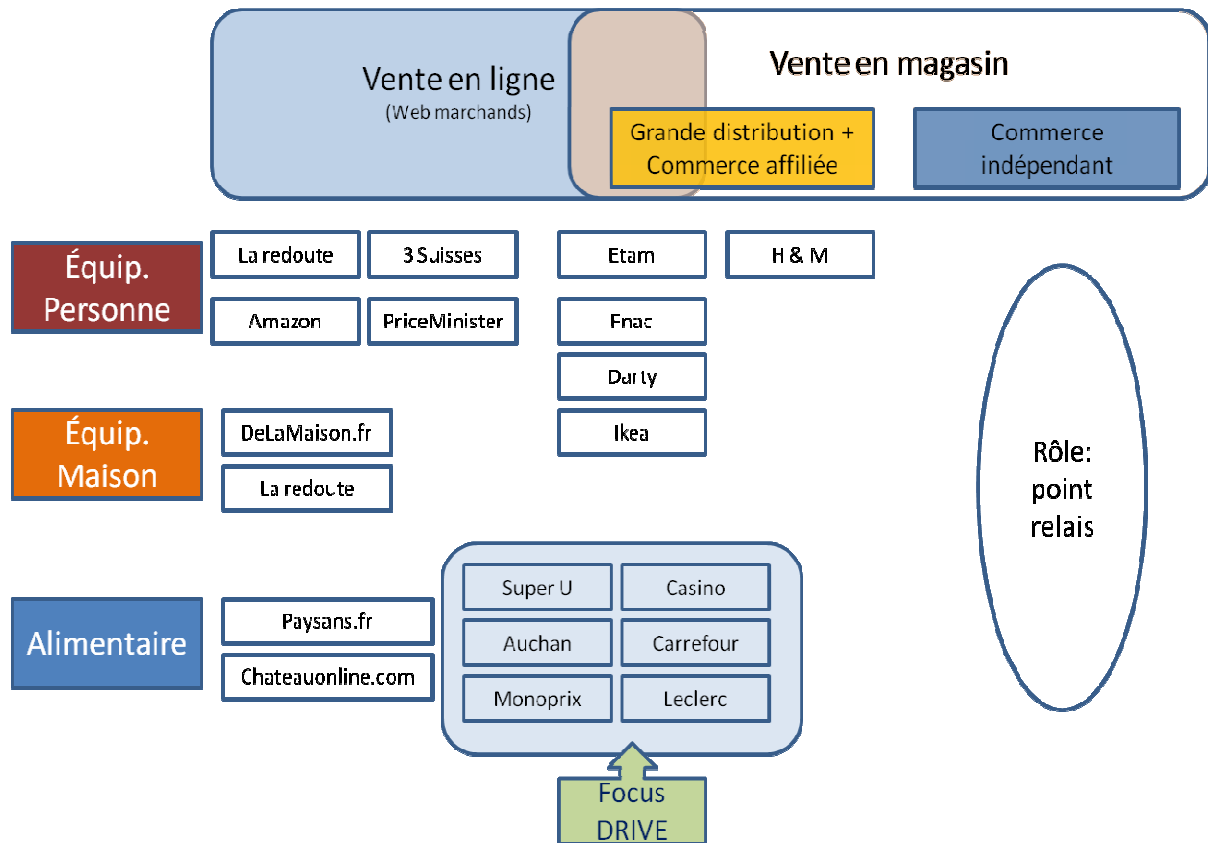 Vente en ligne
(Web marchands)
Vente en magasin
Grande distribution +
Commerce affiliée
Commerce
indépendant
Équip.
Personne
La redoute
3 Suisses
Etam
H & M
Amazon
PriceMinister
Fnac
Darty
Équip.
Maison
DeLaMaison.fr
Ikea
La redoute
Rôle:
point
relais
Alimentaire
Paysans.fr
Chateauonline.com
Super U
Casino
Auchan
Carrefour
Monoprix
Leclerc
Focus
DRIVE